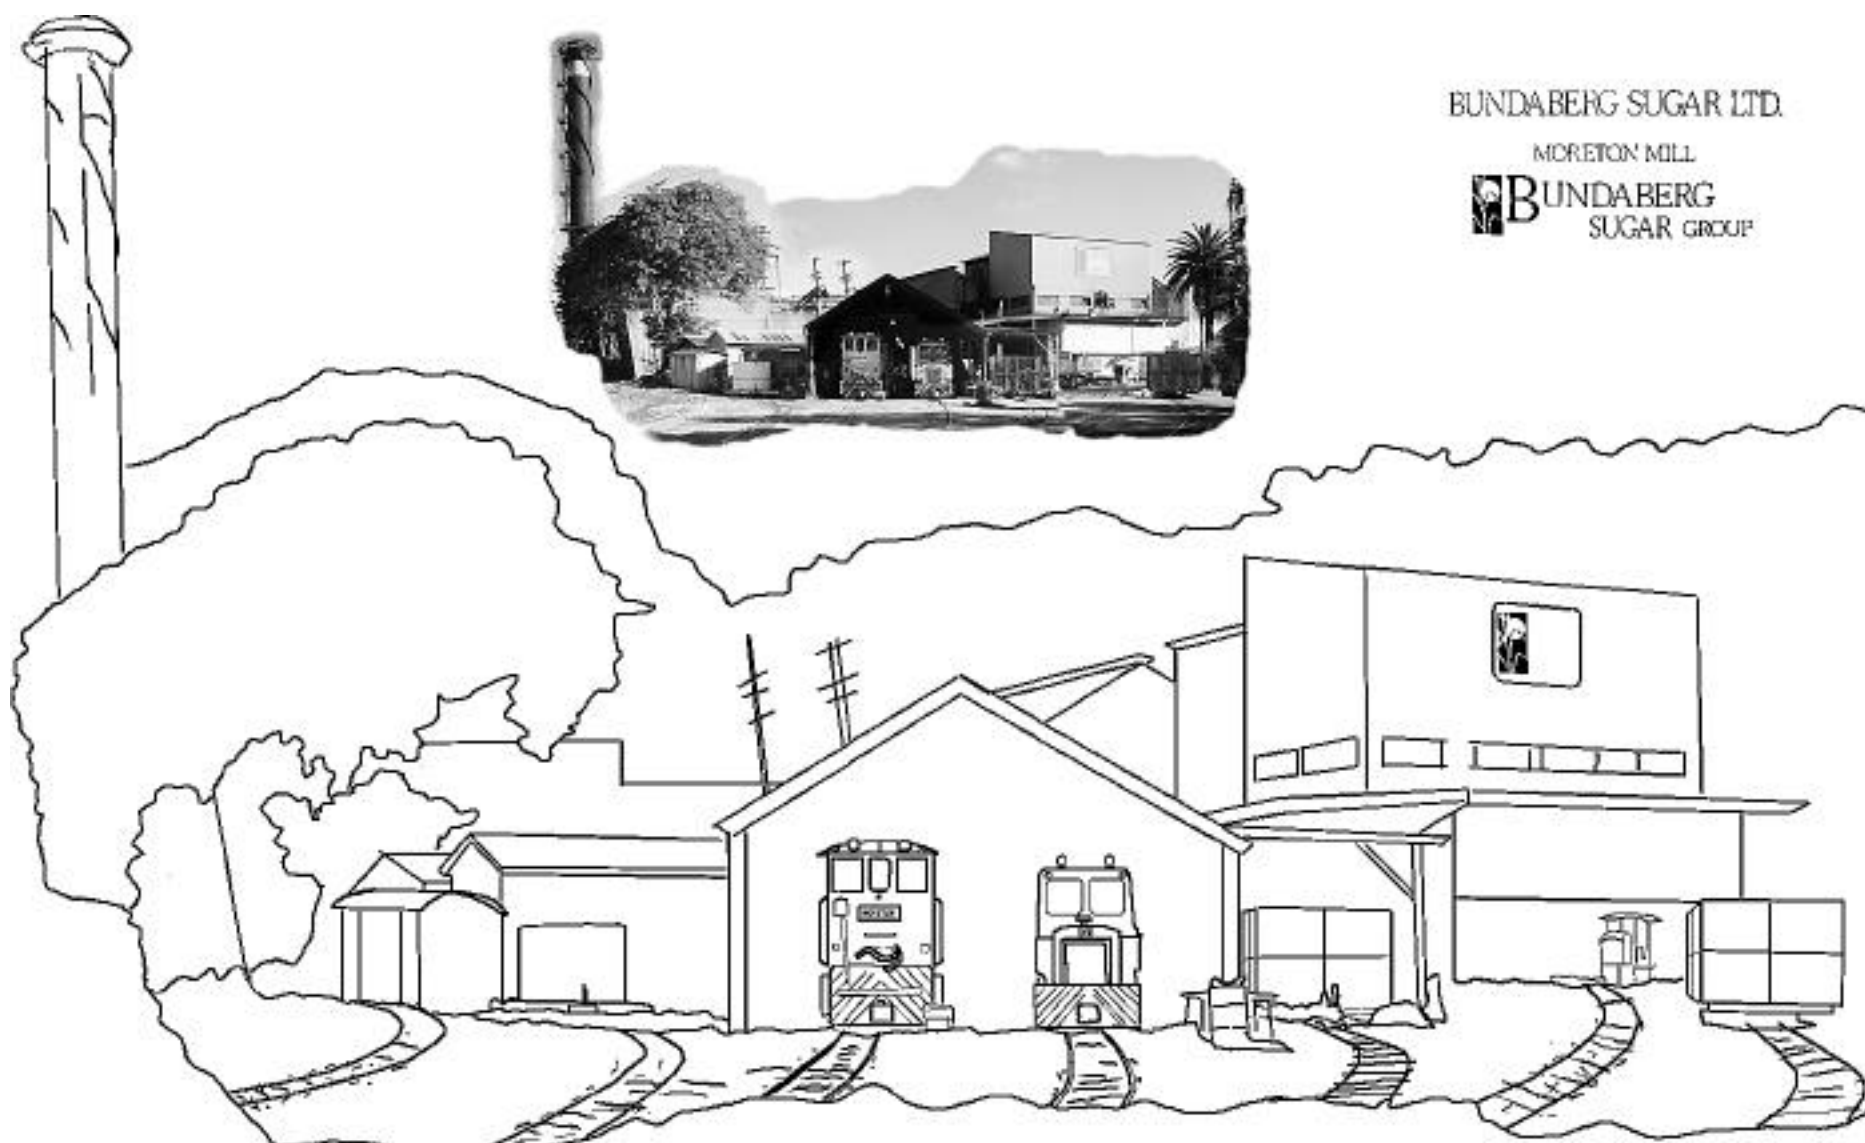 BUNDABERG SUGAR LTD.
MORETON MILL
BUNDABERG
SUGAR GROUP